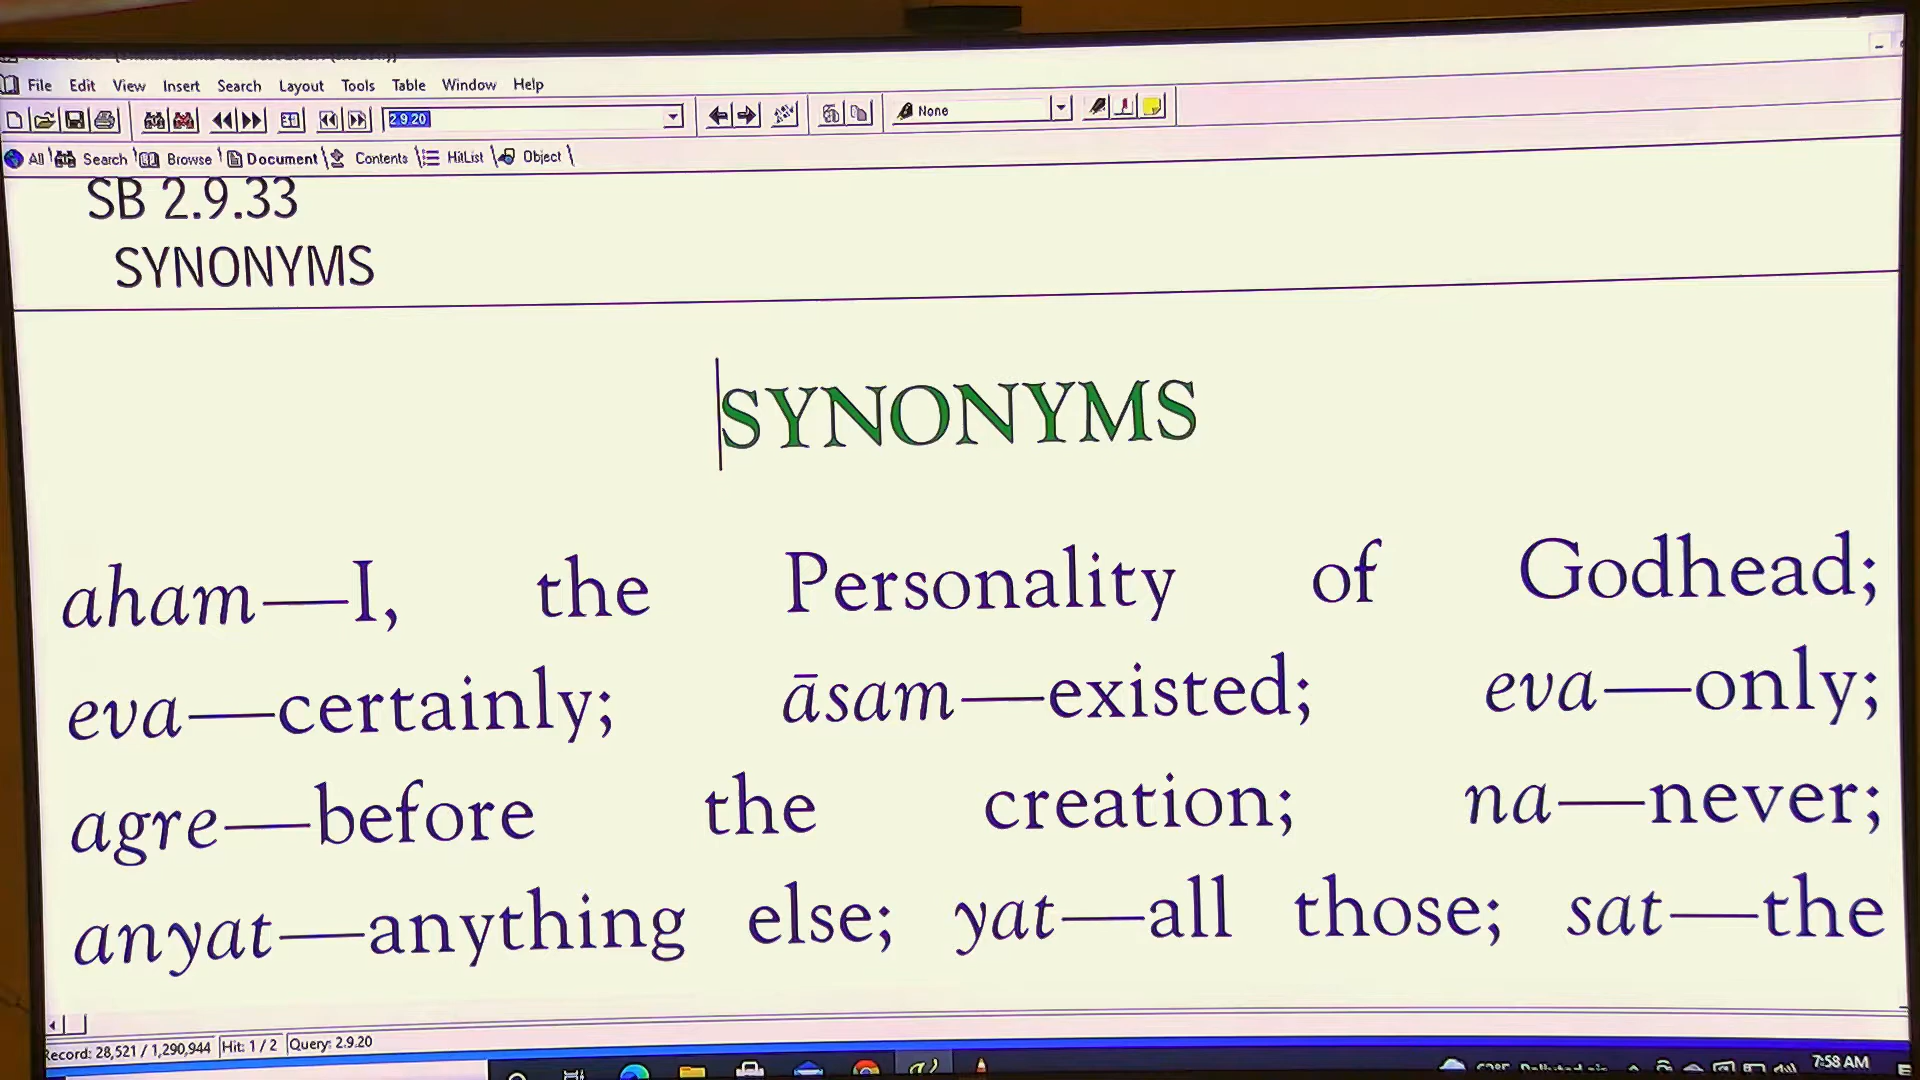 File Edit View Insert Search Layout Tools Table Window Help
2.9.20 None
All Search Browse Document Contents HitList Object
SB 2.9.33
SYNONYMS
SYNONYMS
aham—I, the Personality of Godhead;
eva—certainly; āsam—existed; eva—only;
agre—before the creation; na—never;
anyat—anything else; yat—all those; sat—the
Record: 28,521 / 1,290,944 Hit: 1 / 2 Query: 2.9.20
7:58 AM